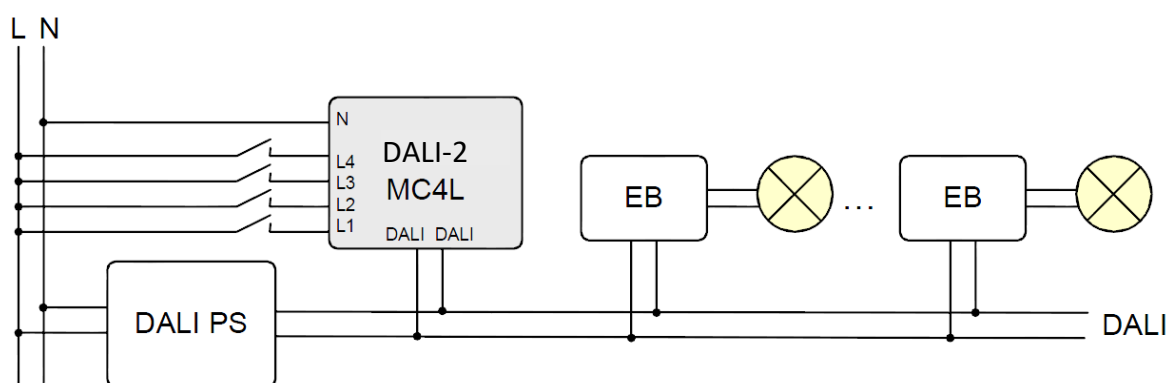 L N
N
L4
L3
L2
L1
DALI-2
MC4L
DALI DALI
EB
...
EB
DALI PS
DALI